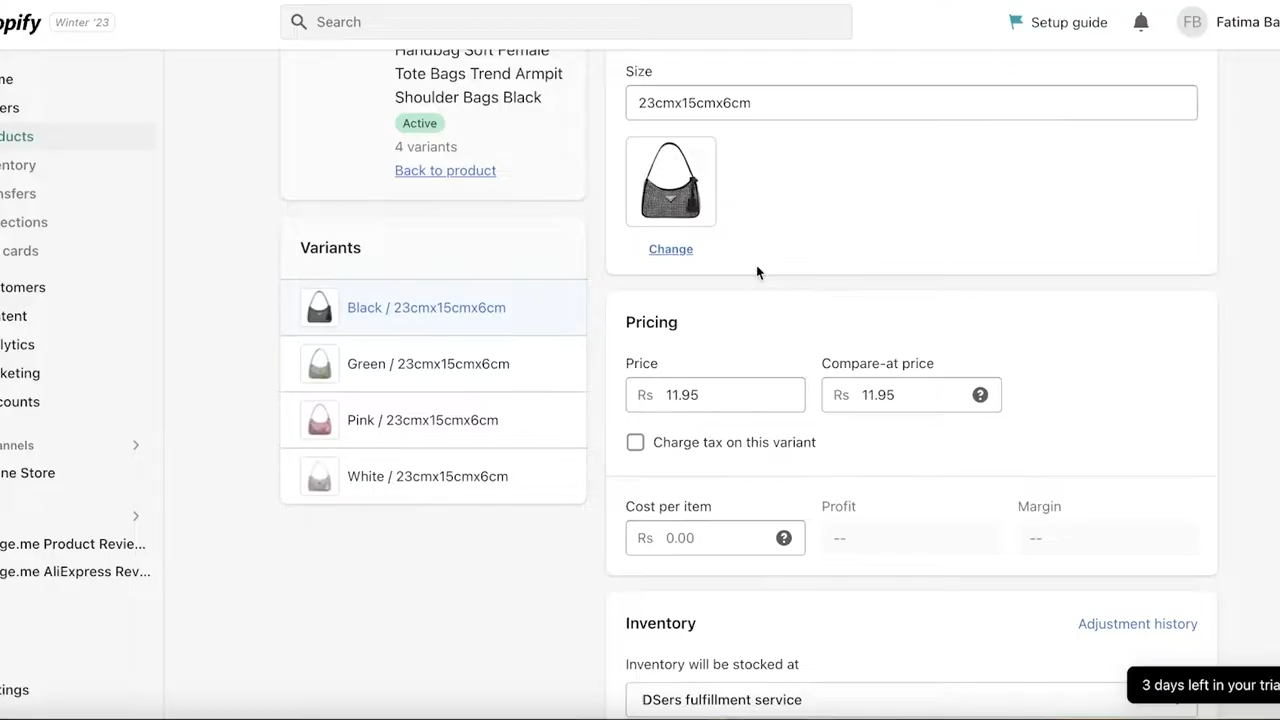 opify Winter '23
Search
Setup guide
FB Fatima Ba
me
ers
ducts
entory
nsfers
ections
cards
tomers
tent
lytics
keting
counts
annels
ne Store
ge.me Product Revie...
ge.me AliExpress Rev...
tings
Handbag Soft Female
Tote Bags Trend Armpit
Shoulder Bags Black
Active
4 variants
Back to product
Variants
Black / 23cmx15cmx6cm
Green / 23cmx15cmx6cm
Pink / 23cmx15cmx6cm
White / 23cmx15cmx6cm
Size
23cmx15cmx6cm
Change
Pricing
Price Compare-at price
Rs 11.95 Rs 11.95
Charge tax on this variant
Cost per item Profit Margin
Rs 0.00 -- --
Inventory Adjustment history
Inventory will be stocked at
DSers fulfillment service
3 days left in your tria